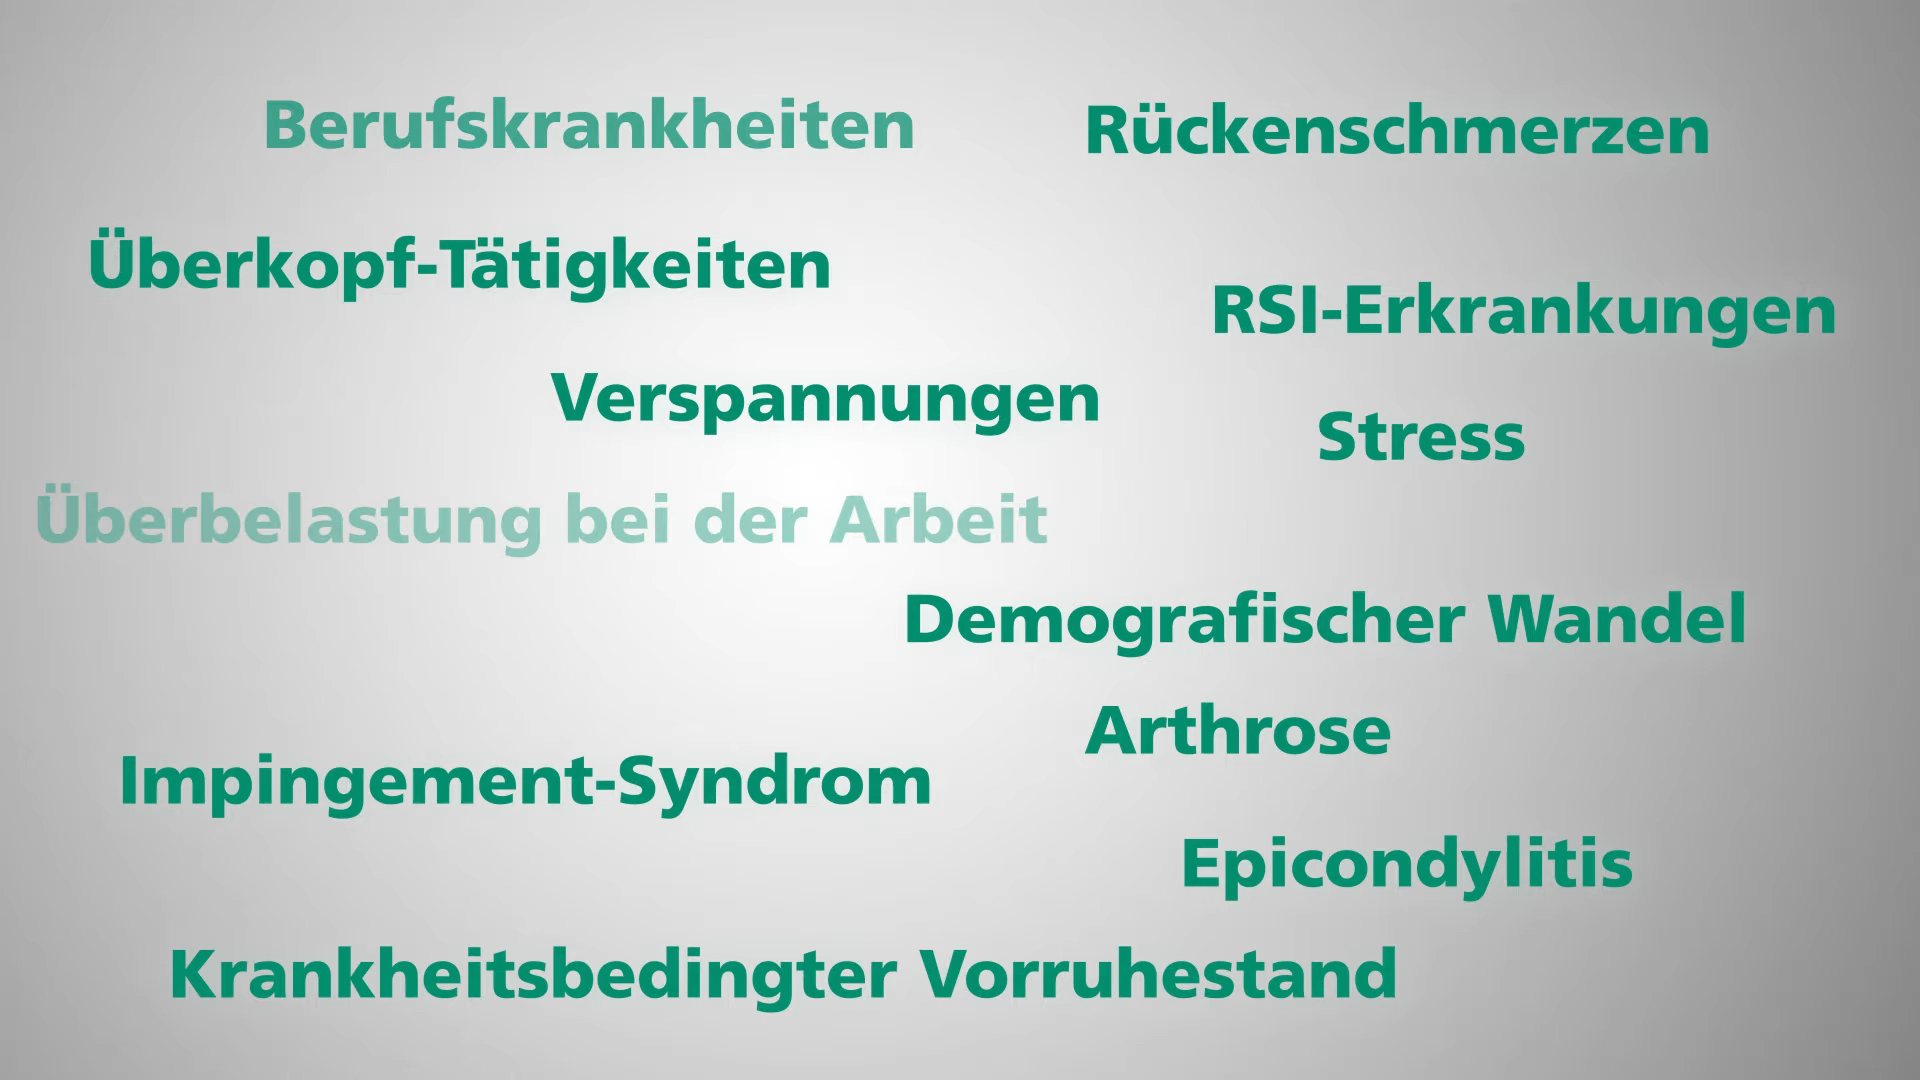 Berufskrankheiten
Rückenschmerzen
Überkopf-Tätigkeiten
RSI-Erkrankungen
Verspannungen
Stress
Überbelastung bei der Arbeit
Demografischer Wandel
Arthrose
Impingement-Syndrom
Epicondylitis
Krankheitsbedingter Vorruhestand